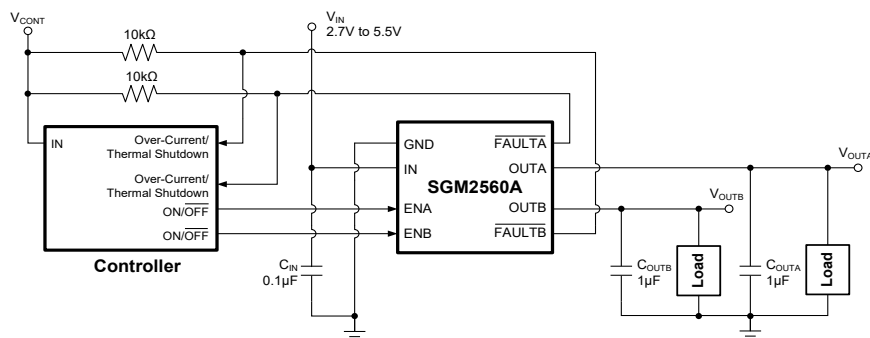 VCONT
VIN
2.7V to 5.5V
10kΩ
10kΩ
IN
Over-Current/
Thermal Shutdown
Over-Current/
Thermal Shutdown
ON/OFF
ON/OFF
Controller
GND
IN
ENA
ENB
SGM2560A
FAULTA
OUTA
OUTB
FAULTB
CIN
0.1μF
VOUTA
VOUTB
COUTB
1μF
Load
COUTA
1μF
Load